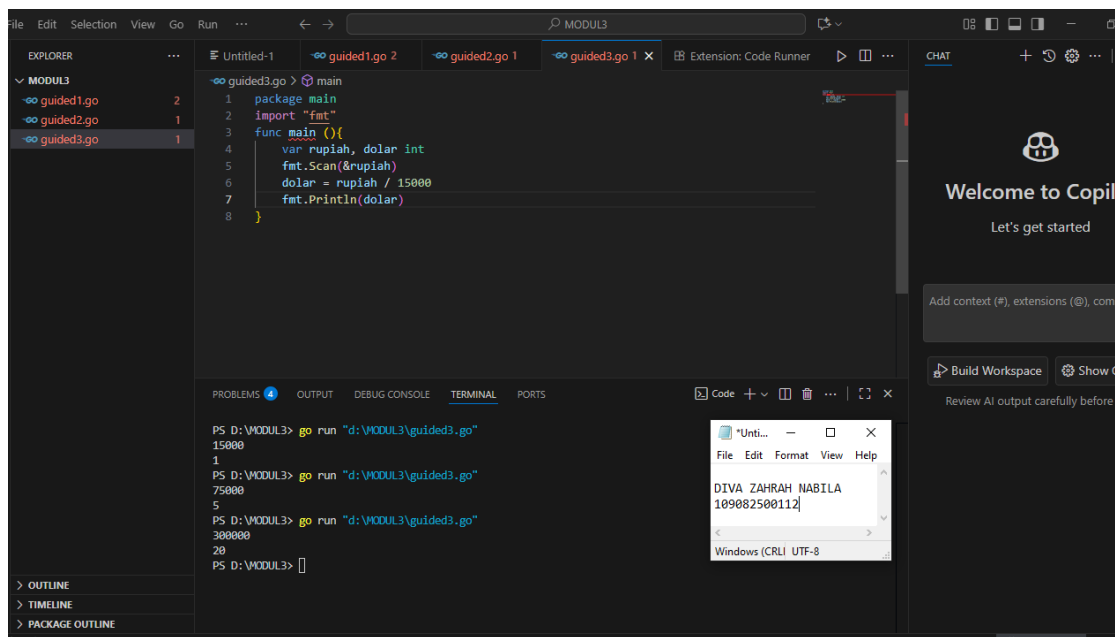 File Edit Selection View Go Run ··· MODUL3
EXPLORER ···
MODUL3
guided1.go 2
guided2.go 1
guided3.go 1
OUTLINE
TIMELINE
PACKAGE OUTLINE
Untitled-1 guided1.go 2 guided2.go 1 guided3.go 1 Extension: Code Runner ···
guided3.go > main
1 package main
2 import "fmt"
3 func main (){
4 var rupiah, dolar int
5 fmt.Scan(&rupiah)
6 dolar = rupiah / 15000
7 fmt.Println(dolar)
8 }
PROBLEMS 4 OUTPUT DEBUG CONSOLE TERMINAL PORTS Code ···
PS D:\MODUL3> go run "d:\MODUL3\guided3.go"
15000
1
PS D:\MODUL3> go run "d:\MODUL3\guided3.go"
75000
5
PS D:\MODUL3> go run "d:\MODUL3\guided3.go"
300000
20
PS D:\MODUL3>
*Unti...
File Edit Format View Help
DIVA ZAHRAH NABILA
109082500112
Windows (CRLI UTF-8
CHAT ···
Welcome to Copil
Let's get started
Add context (#), extensions (@), com
Build Workspace Show
Review AI output carefully before